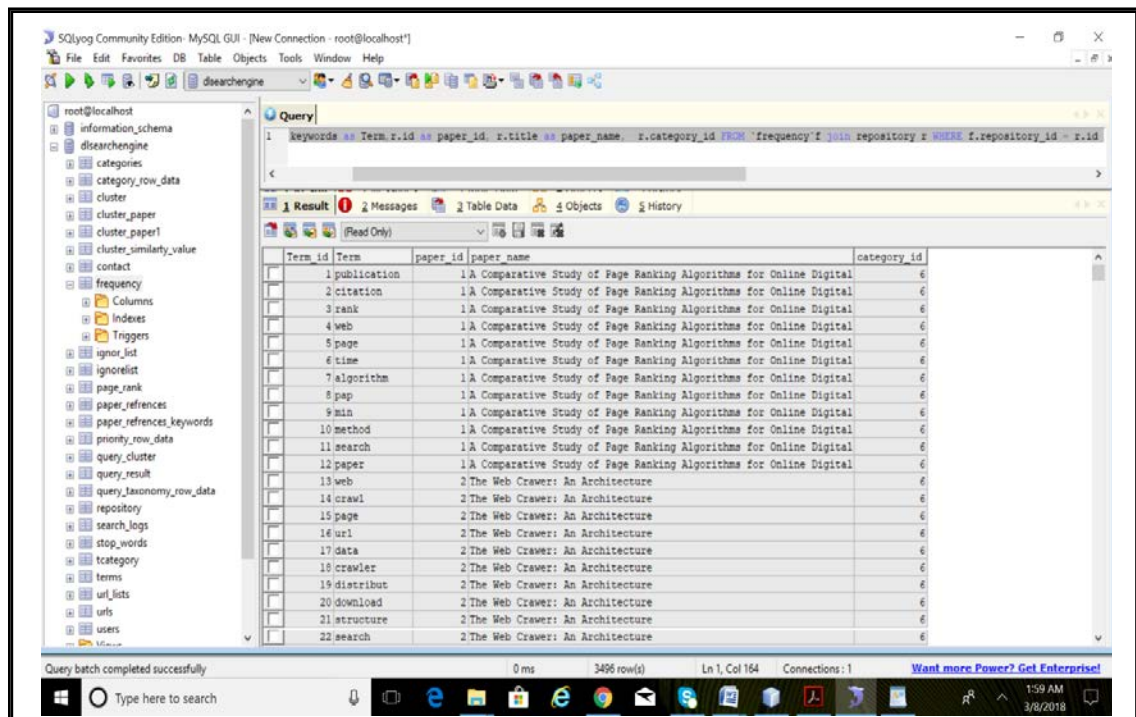 SQLyog Community Edition- MySQL GUI - [New Connection - root@localhost*]
File Edit Favorites DB Table Objects Tools Window Help
dlsearchengine
root@localhost
information_schema
dlsearchengine
categories
category_row_data
cluster
cluster_paper
cluster_paper1
cluster_similarty_value
contact
frequency
Columns
Indexes
Triggers
ignor_list
ignorelist
page_rank
paper_refrences
paper_refrences_keywords
priority_row_data
query_cluster
query_result
query_taxonomy_row_data
repository
search_logs
stop_words
tcategory
terms
url_lists
urls
users
Views
Query
1 keywords as Term,r.id as paper_id, r.title as paper_name, r.category_id FROM `frequency`f join repository r WHERE f.repository_id = r.id
1 Result 2 Messages 3 Table Data 4 Objects 5 History
(Read Only)
Term_id Term paper_id paper_name category_id
1 publication 1 A Comparative Study of Page Ranking Algorithms for Online Digital 6
2 citation 1 A Comparative Study of Page Ranking Algorithms for Online Digital 6
3 rank 1 A Comparative Study of Page Ranking Algorithms for Online Digital 6
4 web 1 A Comparative Study of Page Ranking Algorithms for Online Digital 6
5 page 1 A Comparative Study of Page Ranking Algorithms for Online Digital 6
6 time 1 A Comparative Study of Page Ranking Algorithms for Online Digital 6
7 algorithm 1 A Comparative Study of Page Ranking Algorithms for Online Digital 6
8 pap 1 A Comparative Study of Page Ranking Algorithms for Online Digital 6
9 min 1 A Comparative Study of Page Ranking Algorithms for Online Digital 6
10 method 1 A Comparative Study of Page Ranking Algorithms for Online Digital 6
11 search 1 A Comparative Study of Page Ranking Algorithms for Online Digital 6
12 paper 1 A Comparative Study of Page Ranking Algorithms for Online Digital 6
13 web 2 The Web Crawer: An Architecture 6
14 crawl 2 The Web Crawer: An Architecture 6
15 page 2 The Web Crawer: An Architecture 6
16 url 2 The Web Crawer: An Architecture 6
17 data 2 The Web Crawer: An Architecture 6
18 crawler 2 The Web Crawer: An Architecture 6
19 distribut 2 The Web Crawer: An Architecture 6
20 download 2 The Web Crawer: An Architecture 6
21 structure 2 The Web Crawer: An Architecture 6
22 search 2 The Web Crawer: An Architecture 6
Query batch completed successfully 0 ms 3496 row(s) Ln 1, Col 164 Connections : 1 Want more Power? Get Enterprise!
Type here to search
1:59 AM
3/8/2018